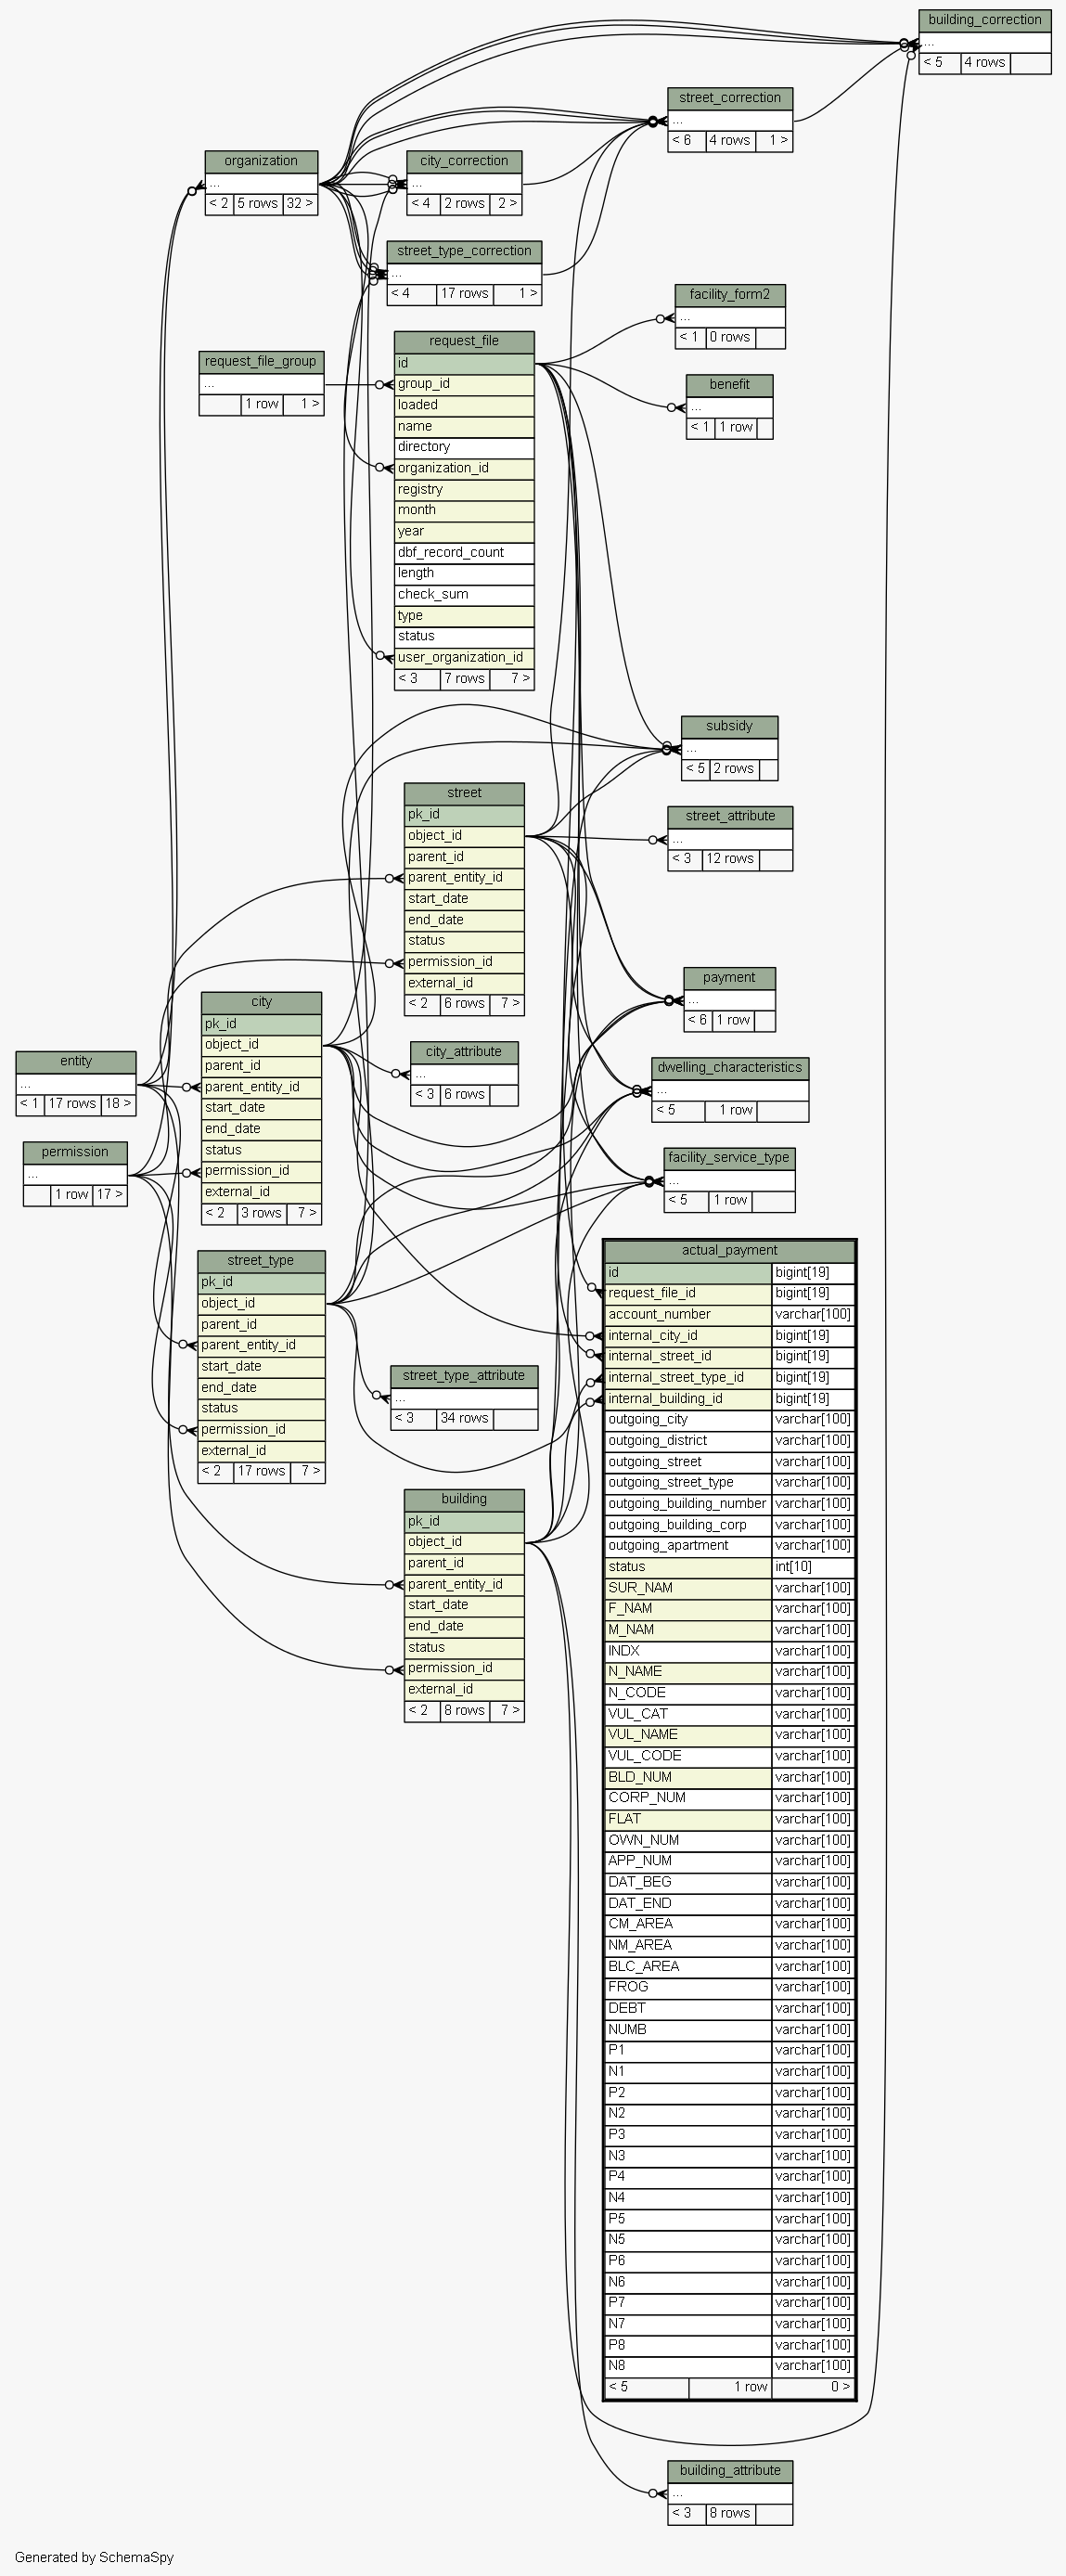 building_correction
...
< 5 4 rows
street_correction
...
< 6 4 rows 1 >
organization
...
< 2 5 rows 32 >
city_correction
...
< 4 2 rows 2 >
street_type_correction
...
< 4 17 rows 1 >
facility_form2
...
< 1 0 rows
request_file
id
group_id
loaded
name
directory
organization_id
registry
month
year
dbf_record_count
length
check_sum
type
status
user_organization_id
< 3 7 rows 7 >
request_file_group
...
1 row 1 >
benefit
...
< 1 1 row
subsidy
...
< 5 2 rows
street
pk_id
object_id
parent_id
parent_entity_id
start_date
end_date
status
permission_id
external_id
< 2 6 rows 7 >
street_attribute
...
< 3 12 rows
payment
...
< 6 1 row
city
pk_id
object_id
parent_id
parent_entity_id
start_date
end_date
status
permission_id
external_id
< 2 3 rows 7 >
city_attribute
...
< 3 6 rows
entity
...
< 1 17 rows 18 >
dwelling_characteristics
...
< 5 1 row
permission
...
1 row 17 >
facility_service_type
...
< 5 1 row
street_type
pk_id
object_id
parent_id
parent_entity_id
start_date
end_date
status
permission_id
external_id
< 2 17 rows 7 >
street_type_attribute
...
< 3 34 rows
building
pk_id
object_id
parent_id
parent_entity_id
start_date
end_date
status
permission_id
external_id
< 2 8 rows 7 >
actual_payment
id bigint[19]
request_file_id bigint[19]
account_number varchar[100]
internal_city_id bigint[19]
internal_street_id bigint[19]
internal_street_type_id bigint[19]
internal_building_id bigint[19]
outgoing_city varchar[100]
outgoing_district varchar[100]
outgoing_street varchar[100]
outgoing_street_type varchar[100]
outgoing_building_number varchar[100]
outgoing_building_corp varchar[100]
outgoing_apartment varchar[100]
status int[10]
SUR_NAM varchar[100]
F_NAM varchar[100]
M_NAM varchar[100]
INDX varchar[100]
N_NAME varchar[100]
N_CODE varchar[100]
VUL_CAT varchar[100]
VUL_NAME varchar[100]
VUL_CODE varchar[100]
BLD_NUM varchar[100]
CORP_NUM varchar[100]
FLAT varchar[100]
OWN_NUM varchar[100]
APP_NUM varchar[100]
DAT_BEG varchar[100]
DAT_END varchar[100]
CM_AREA varchar[100]
NM_AREA varchar[100]
BLC_AREA varchar[100]
FROG varchar[100]
DEBT varchar[100]
NUMB varchar[100]
P1 varchar[100]
N1 varchar[100]
P2 varchar[100]
N2 varchar[100]
P3 varchar[100]
N3 varchar[100]
P4 varchar[100]
N4 varchar[100]
P5 varchar[100]
N5 varchar[100]
P6 varchar[100]
N6 varchar[100]
P7 varchar[100]
N7 varchar[100]
P8 varchar[100]
N8 varchar[100]
< 5 1 row 0 >
building_attribute
...
< 3 8 rows
Generated by SchemaSpy